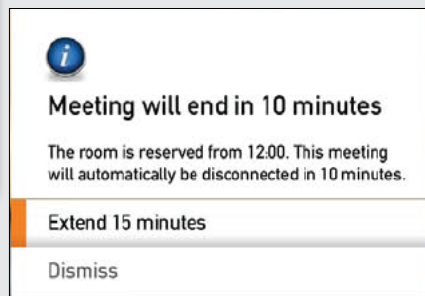 i
Meeting will end in 10 minutes
The room is reserved from 12:00. This meeting
will automatically be disconnected in 10 minutes.
Extend 15 minutes
Dismiss